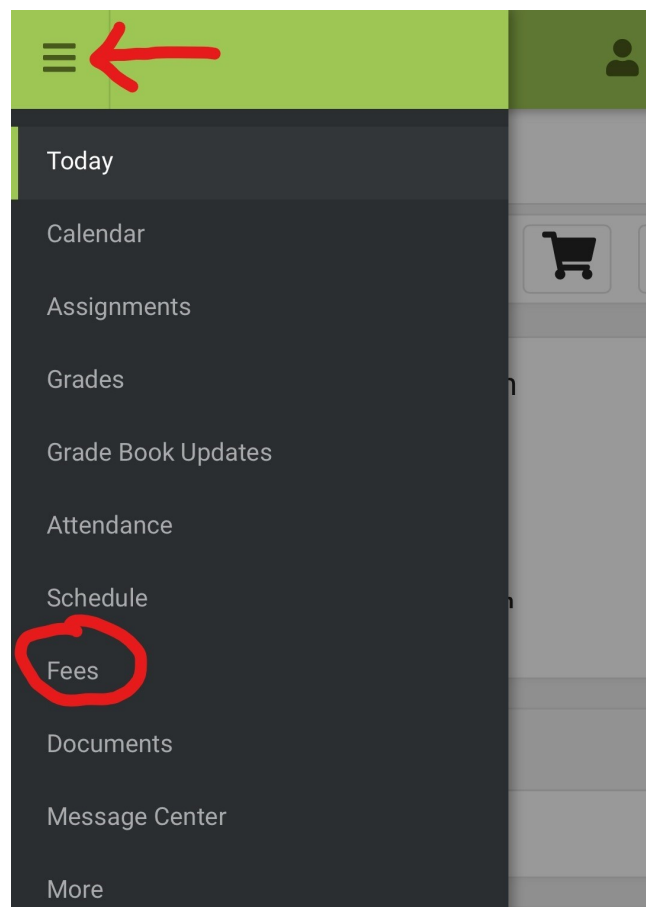 Today
Calendar
Assignments
Grades
Grade Book Updates
Attendance
Schedule
Fees
Documents
Message Center
More